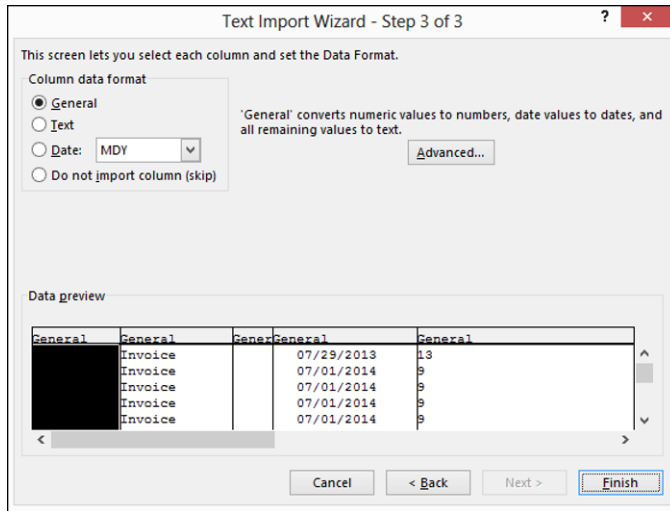 Text Import Wizard - Step 3 of 3
? ×
This screen lets you select each column and set the Data Format.
Column data format
General
Text
Date: MDY
Do not import column (skip)
'General' converts numeric values to numbers, date values to dates, and
all remaining values to text.
Advanced...
Data preview
General General GenerGeneral General
Invoice 07/29/2013 13
Invoice 07/01/2014 9
Invoice 07/01/2014 9
Invoice 07/01/2014 9
Invoice 07/01/2014 9
Cancel < Back Next > Finish